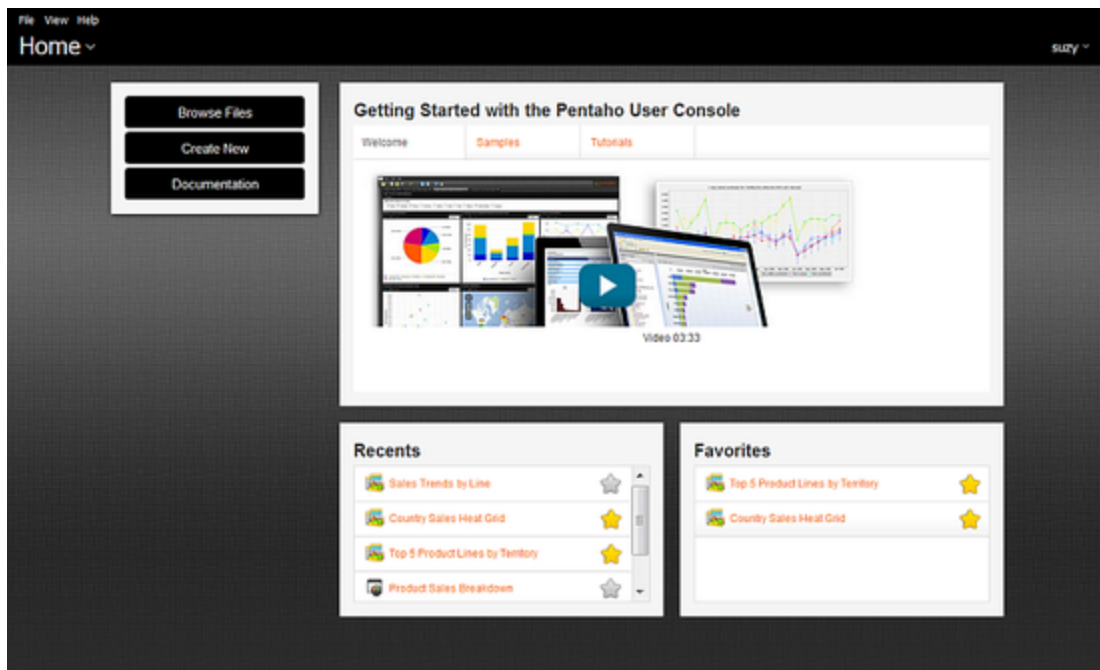 File View Help
Home
suzy
Browse Files
Create New
Documentation
Getting Started with the Pentaho User Console
Welcome Samples Tutorials
Video 03:33
Recents
Sales Trends by Line
Country Sales Heat Grid
Top 5 Product Lines by Territory
Product Sales Breakdown
Favorites
Top 5 Product Lines by Territory
Country Sales Heat Grid